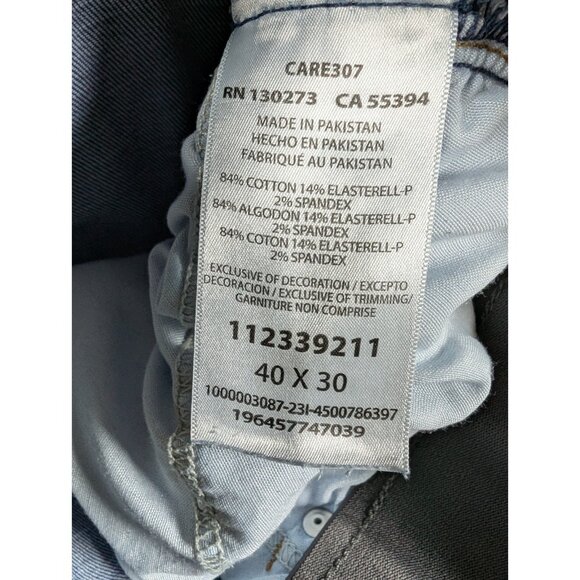 CARE307
RN 130273 CA 55394
MADE IN PAKISTAN
HECHO EN PAKISTAN
FABRIQUÉ AU PAKISTAN
84% COTTON 14% ELASTERELL-P
2% SPANDEX
84% ALGODON 14% ELASTERELL-P
2% SPANDEX
84% COTON 14% ELASTERELL-P
2% SPANDEX
EXCLUSIVE OF DECORATION / EXCEPTO
DECORACION / EXCLUSIVE OF TRIMMING/
GARNITURE NON COMPRISE
112339211
40 X 30
1000003087-23I-4500786397
196457747039